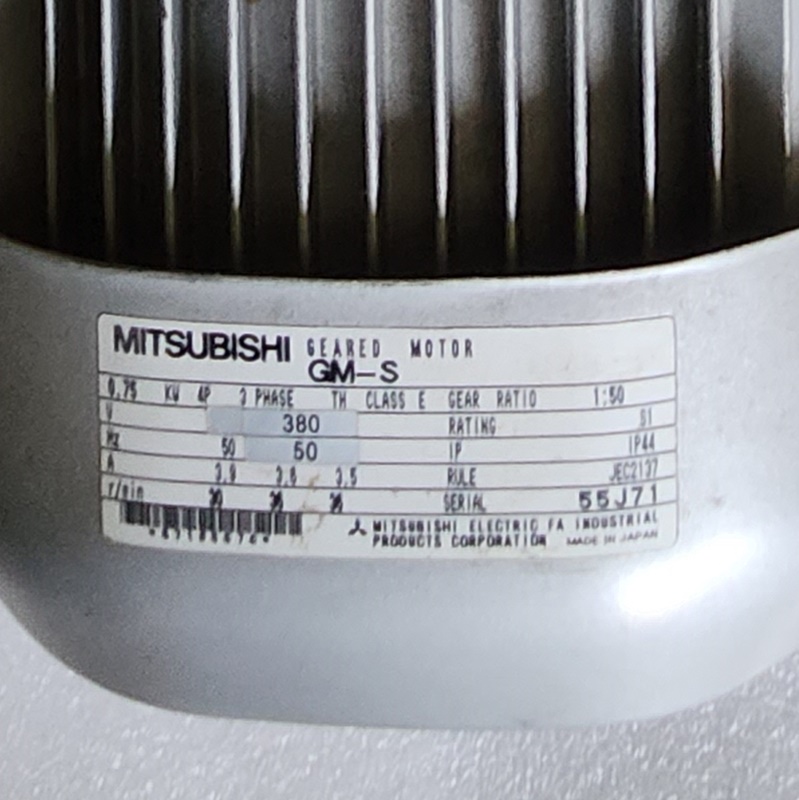 MITSUBISHI GEARED MOTOR
GM-S
0.75 KW 4P 3 PHASE TH CLASS E GEAR RATIO 1:50
V 380 RATING S1
Hz 50 50 IP IP44
A 3.5 RULE JEC2137
r/min SERIAL 55J71
MITSUBISHI ELECTRIC FA INDUSTRIAL
PRODUCTS CORPORATION MADE IN JAPAN